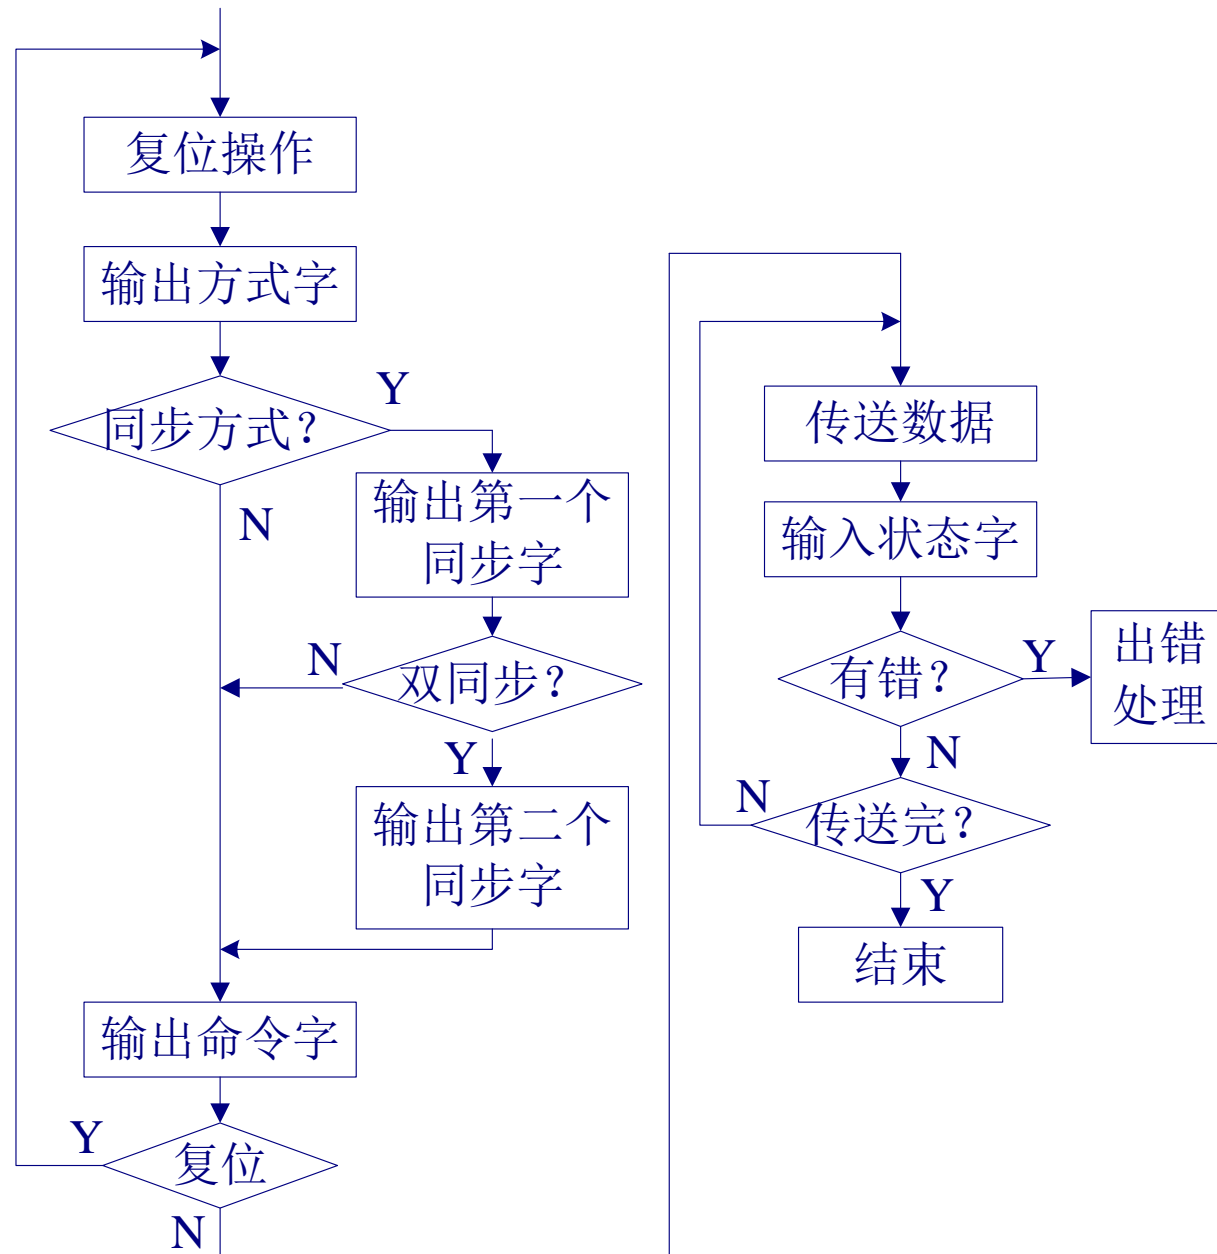 复位操作
输出方式字
同步方式?
Y
N
输出第一个
同步字
双同步?
N
Y
输出第二个
同步字
输出命令字
复位
Y
N
传送数据
输入状态字
有错?
Y
出错
处理
N
传送完?
N
Y
结束